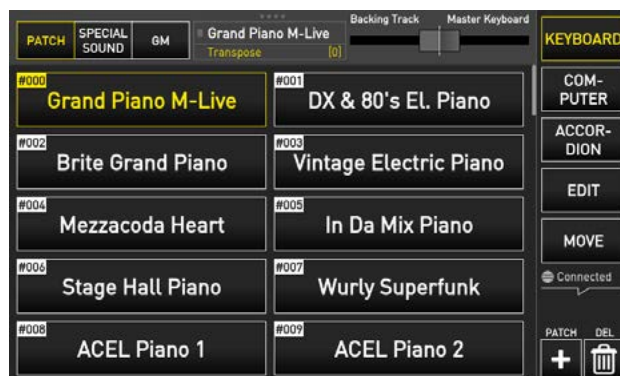 PATCH
SPECIAL
SOUND
GM
Grand Piano M-Live
Transpose [0]
Backing Track Master Keyboard
KEYBOARD
#000
Grand Piano M-Live
#001
DX & 80's El. Piano
COM-
PUTER
#002
Brite Grand Piano
#003
Vintage Electric Piano
ACCOR-
DION
#004
Mezzacoda Heart
#005
In Da Mix Piano
EDIT
MOVE
#006
Stage Hall Piano
#007
Wurly Superfunk
Connected
#008
ACEL Piano 1
#009
ACEL Piano 2
PATCH DEL
+